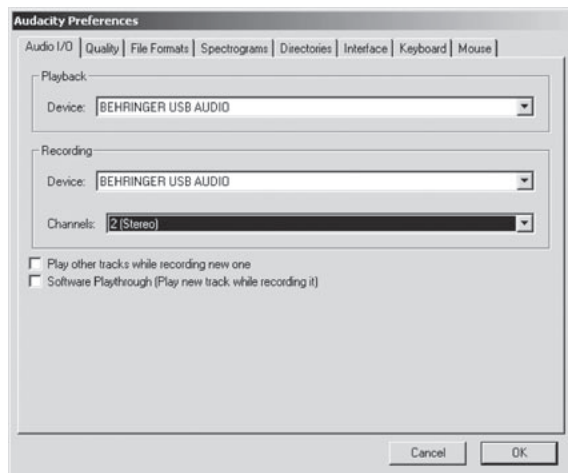 Audacity Preferences
Audio I/O Quality File Formats Spectrograms Directories Interface Keyboard Mouse
Playback
Device: BEHRINGER USB AUDIO
Recording
Device: BEHRINGER USB AUDIO
Channels: 2 (Stereo)
Play other tracks while recording new one
Software Playthrough (Play new track while recording it)
Cancel OK